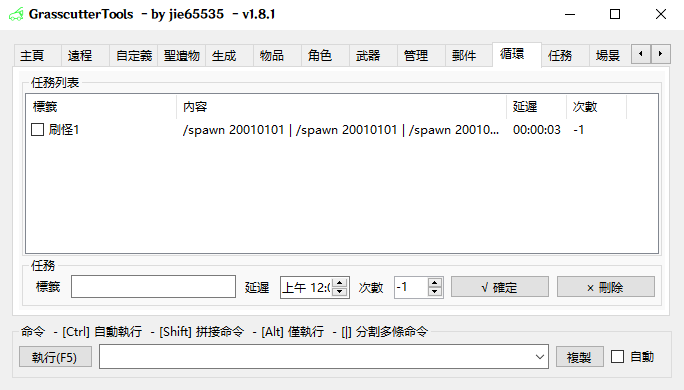 GrasscutterTools - by jie65535 - v1.8.1
主頁 遠程 自定義 聖遺物 生成 物品 角色 武器 管理 郵件 循環 任務 場景
任務列表
標籤 內容 延遲 次數
刷怪1 /spawn 20010101 | /spawn 20010101 | /spawn 20010... 00:00:03 -1
任務
標籤 延遲 上午 12:0 次數 -1 √ 確定 × 刪除
命令 - [Ctrl] 自動執行 - [Shift] 拼接命令 - [Alt] 僅執行 - [|] 分割多條命令
執行(F5) 複製 自動